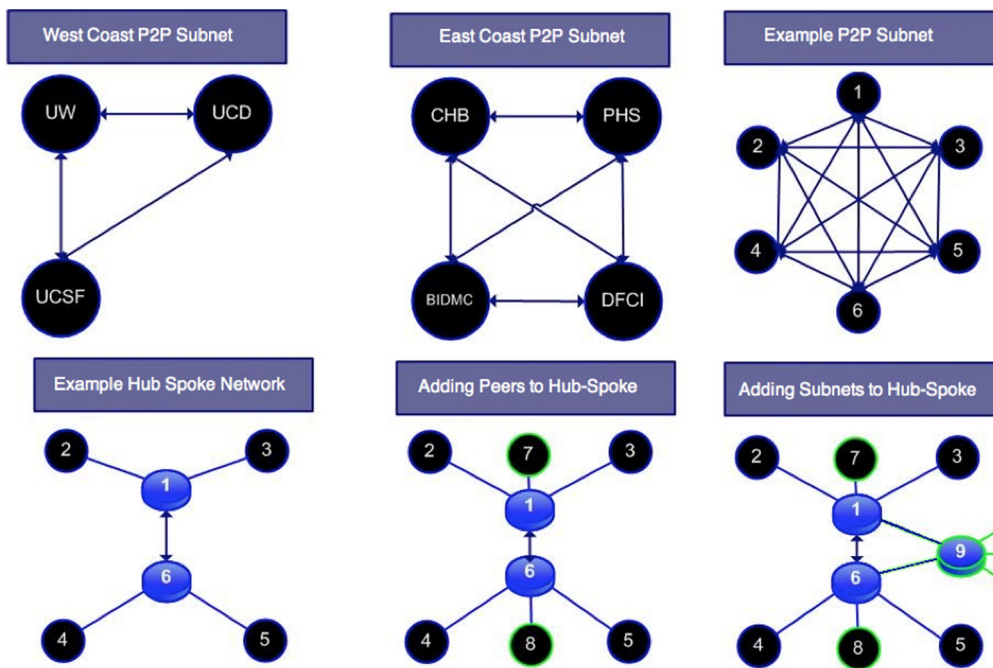 West Coast P2P Subnet
East Coast P2P Subnet
Example P2P Subnet
UW
UCD
UCSF
CHB
PHS
BIDMC
DFCI
1
2
3
4
5
6
Example Hub Spoke Network
Adding Peers to Hub-Spoke
Adding Subnets to Hub-Spoke
2
3
1
6
4
5
2
7
3
1
6
4
8
5
2
7
3
1
9
6
4
8
5